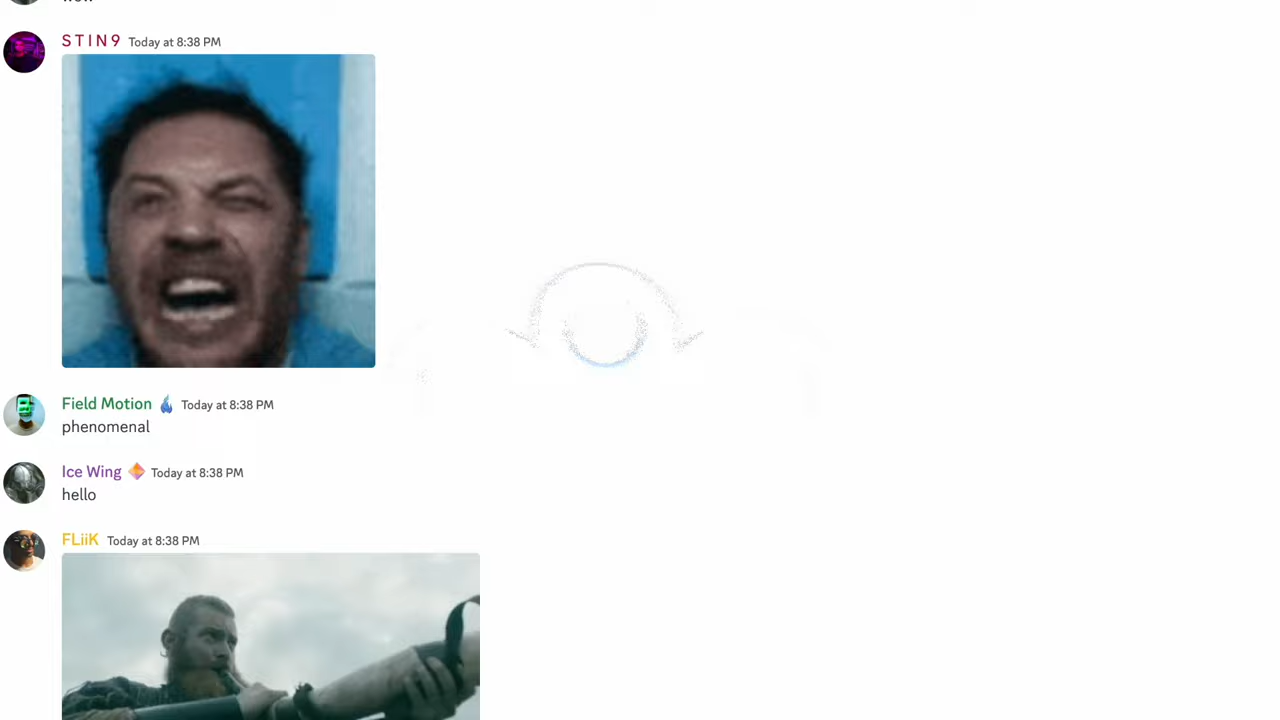 S T I N 9 Today at 8:38 PM
Field Motion Today at 8:38 PM
phenomenal
Ice Wing Today at 8:38 PM
hello
FLiiK Today at 8:38 PM